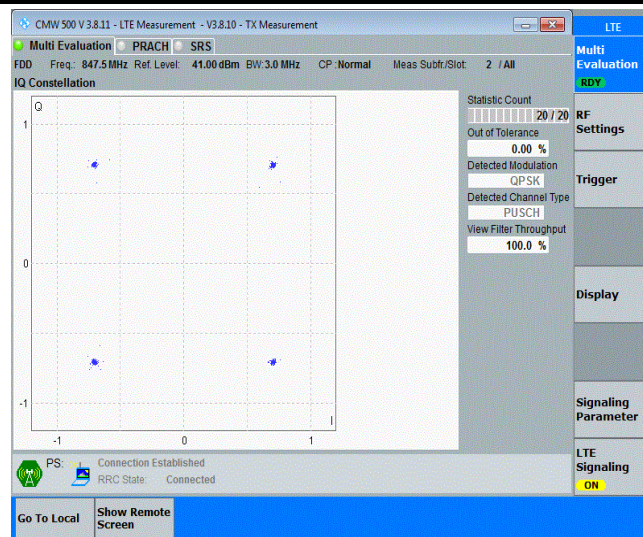 CMW 500 V 3.8.11 - LTE Measurement - V3.8.10 - TX Measurement
LTE
Multi Evaluation PRACH SRS
Multi
Evaluation
RDY
FDD Freq.: 847.5 MHz Ref. Level: 41.00 dBm BW: 3.0 MHz CP : Normal Meas Subfr./Slot: 2 / All
IQ Constellation
Q
1
0
-1
-1 0 1
I
Statistic Count
20 / 20
Out of Tolerance
0.00 %
Detected Modulation
QPSK
Detected Channel Type
PUSCH
View Filter Throughput
100.0 %
RF
Settings
Trigger
Display
Signaling
Parameter
LTE
Signaling
ON
PS: Connection Established
RRC State: Connected
Go To Local
Show Remote
Screen